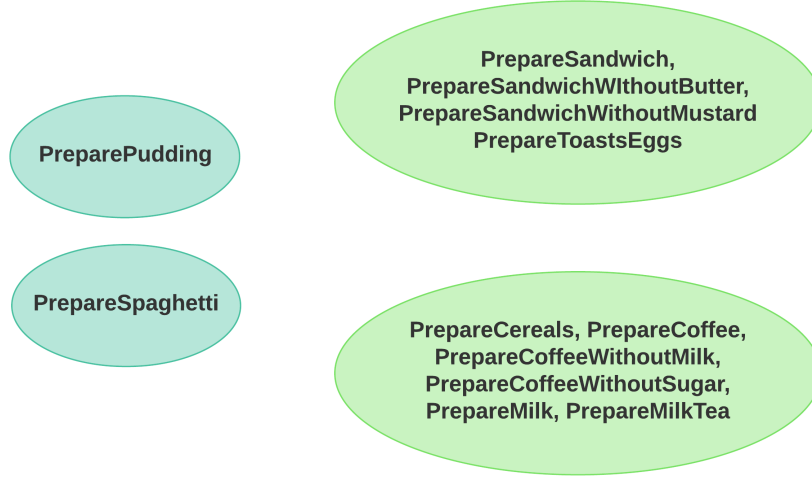 PreparePudding
PrepareSpaghetti
PrepareSandwich,
PrepareSandwichWIthoutButter,
PrepareSandwichWithoutMustard
PrepareToastsEggs
PrepareCereals, PrepareCoffee,
PrepareCoffeeWithoutMilk,
PrepareCoffeeWithoutSugar,
PrepareMilk, PrepareMilkTea